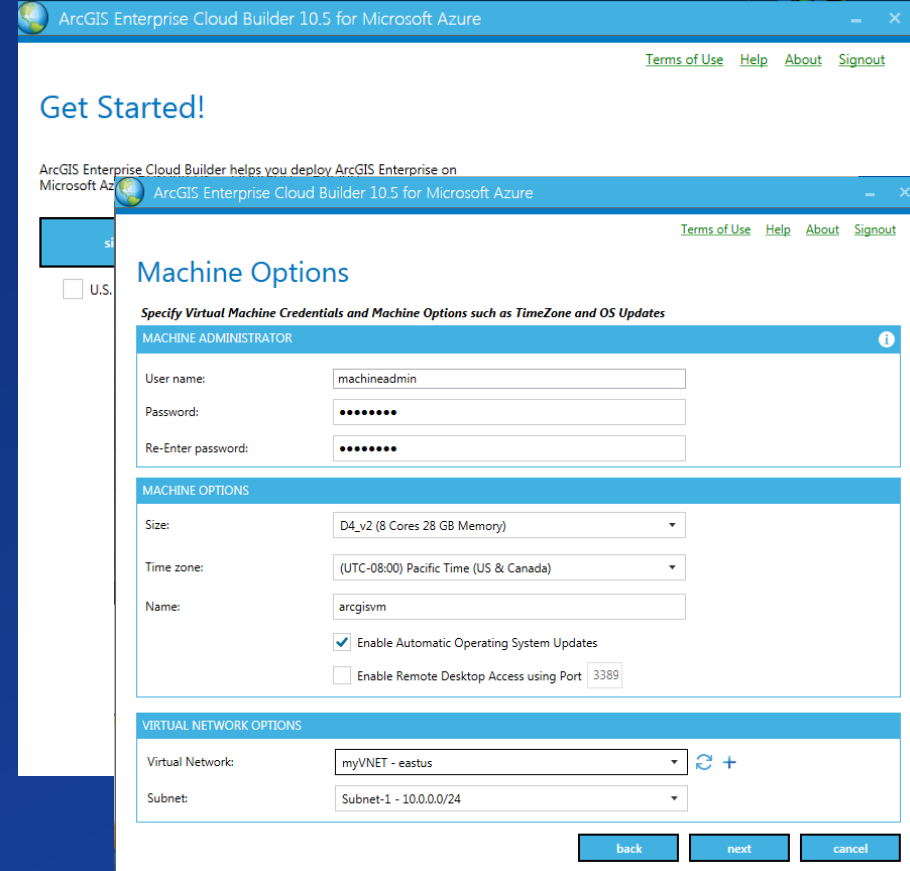 ArcGIS Enterprise Cloud Builder 10.5 for Microsoft Azure
Terms of Use Help About Signout
Get Started!
ArcGIS Enterprise Cloud Builder helps you deploy ArcGIS Enterprise on
Microsoft Az
si
U.S.
ArcGIS Enterprise Cloud Builder 10.5 for Microsoft Azure
Terms of Use Help About Signout
Machine Options
Specify Virtual Machine Credentials and Machine Options such as TimeZone and OS Updates
MACHINE ADMINISTRATOR
User name: machineadmin
Password: ●●●●●●●●
Re-Enter password: ●●●●●●●●
MACHINE OPTIONS
Size: D4_v2 (8 Cores 28 GB Memory)
Time zone: (UTC-08:00) Pacific Time (US & Canada)
Name: arcgisvm
Enable Automatic Operating System Updates
Enable Remote Desktop Access using Port 3389
VIRTUAL NETWORK OPTIONS
Virtual Network: myVNET - eastus
Subnet: Subnet-1 - 10.0.0.0/24
back next cancel